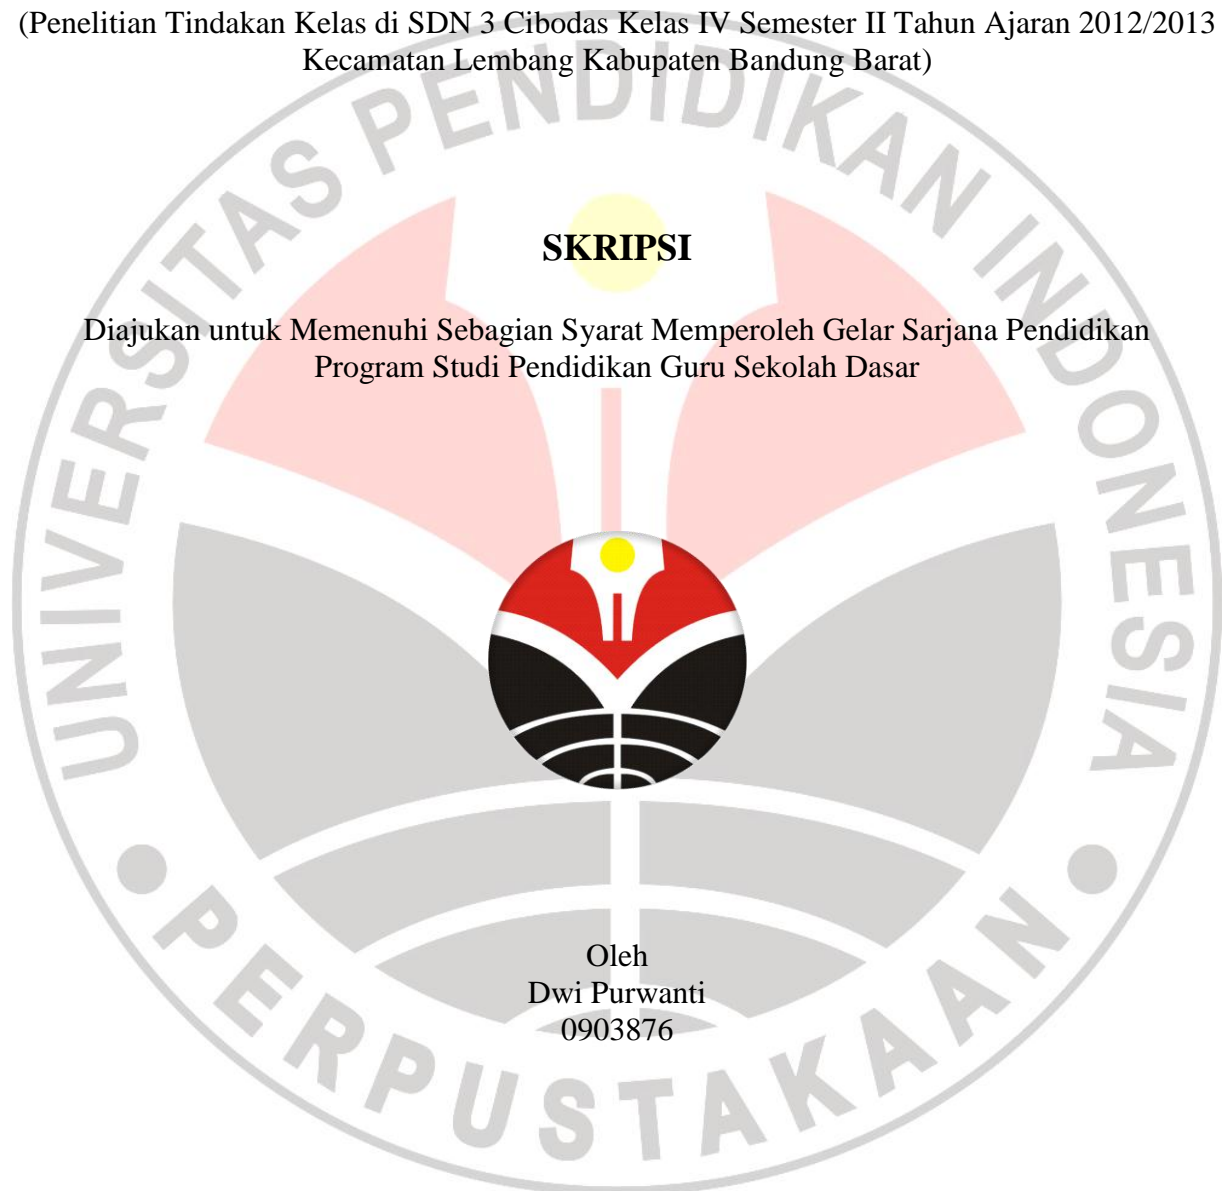 (Penelitian Tindakan Kelas di SDN 3 Cibodas Kelas IV Semester II Tahun Ajaran 2012/2013
Kecamatan Lembang Kabupaten Bandung Barat)
SKRIPSI
Diajukan untuk Memenuhi Sebagian Syarat Memperoleh Gelar Sarjana Pendidikan
Program Studi Pendidikan Guru Sekolah Dasar
Oleh
Dwi Purwanti
0903876
UNIVERSITAS PENDIDIKAN INDONESIA
PERPUSTAKAAN